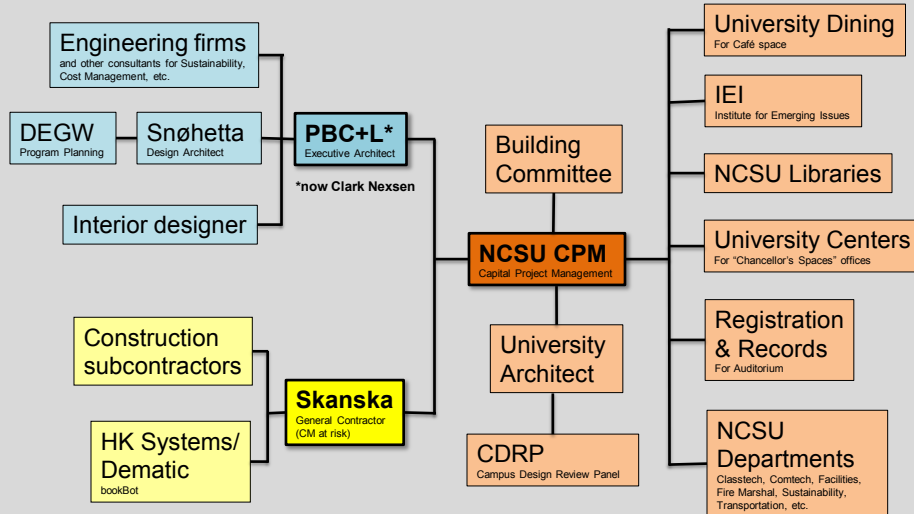 Engineering firms
and other consultants for Sustainability,
Cost Management, etc.
DEGW
Program Planning
Snøhetta
Design Architect
PBC+L*
Executive Architect
*now Clark Nexsen
Interior designer
Construction
subcontractors
HK Systems/
Dematic
bookBot
Skanska
General Contractor
(CM at risk)
Building
Committee
NCSU CPM
Capital Project Management
University
Architect
CDRP
Campus Design Review Panel
University Dining
For Café space
IEI
Institute for Emerging Issues
NCSU Libraries
University Centers
For “Chancellor’s Spaces” offices
Registration
& Records
For Auditorium
NCSU
Departments
Classtech, Comtech, Facilities,
Fire Marshal, Sustainability,
Transportation, etc.